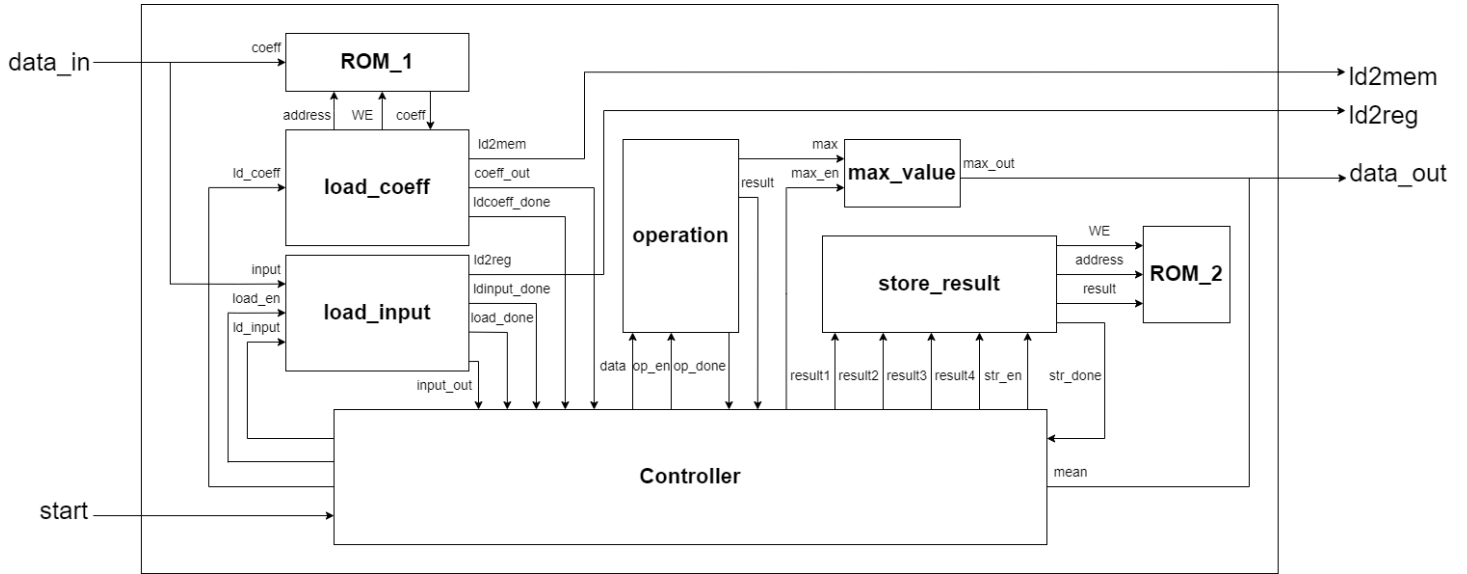 data_in
coeff
ROM_1
address
WE
coeff
ld_coeff
load_coeff
ld2mem
coeff_out
ldcoeff_done
input
load_en
ld_input
load_input
ld2reg
ldinput_done
load_done
input_out
operation
max
result
max_en
max_value
max_out
ld2mem
ld2reg
data_out
store_result
WE
address
result
ROM_2
data
op_en
op_done
result1
result2
result3
result4
str_en
str_done
Controller
mean
start